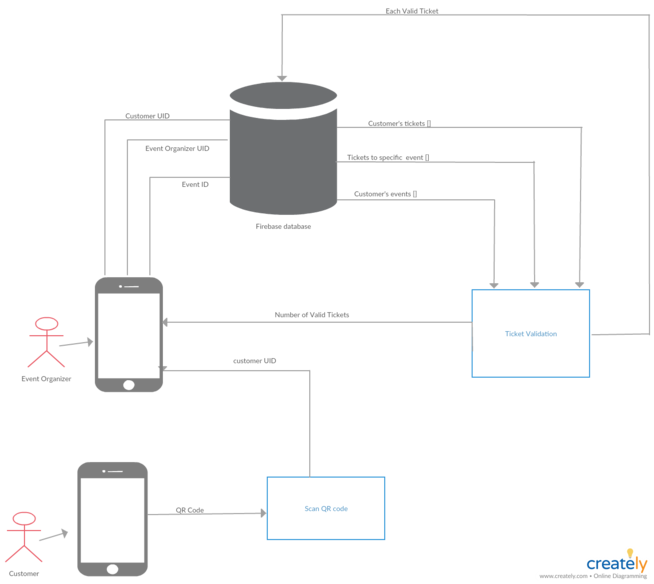 Each Valid Ticket
Customer UID
Customer's tickets []
Event Organizer UID
Tickets to specific event []
Event ID
Customer's events []
Firebase database
Number of Valid Tickets
Ticket Validation
customer UID
Event Organizer
QR Code
Scan QR code
Customer
creately
www.creately.com • Online Diagramming